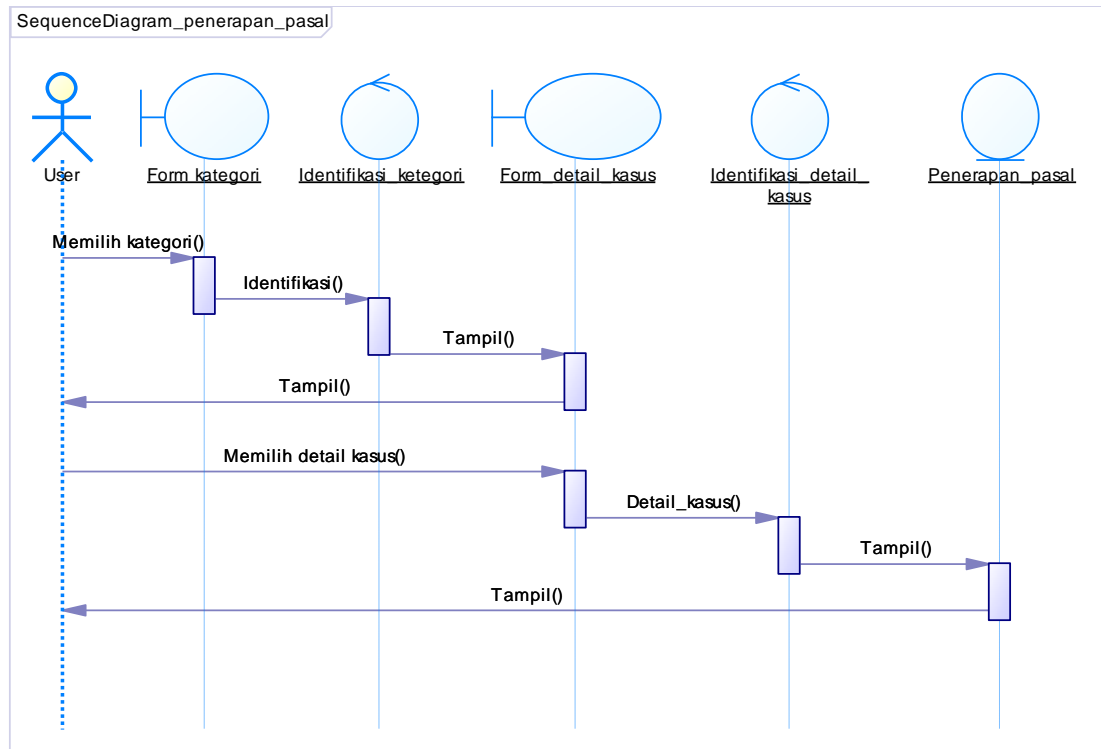 SequenceDiagram_penerapan_pasal
User
Form kategori
Identifikasi_ketegori
Form_detail_kasus
Identifikasi_detail_
kasus
Penerapan_pasal
Memilih kategori()
Identifikasi()
Tampil()
Tampil()
Memilih detail kasus()
Detail_kasus()
Tampil()
Tampil()